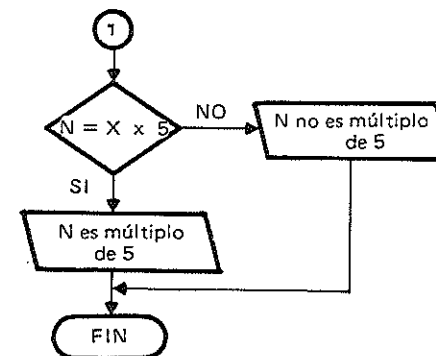 1
N = X x 5
NO
N no es múltiplo
de 5
SI
N es múltiplo
de 5
FIN